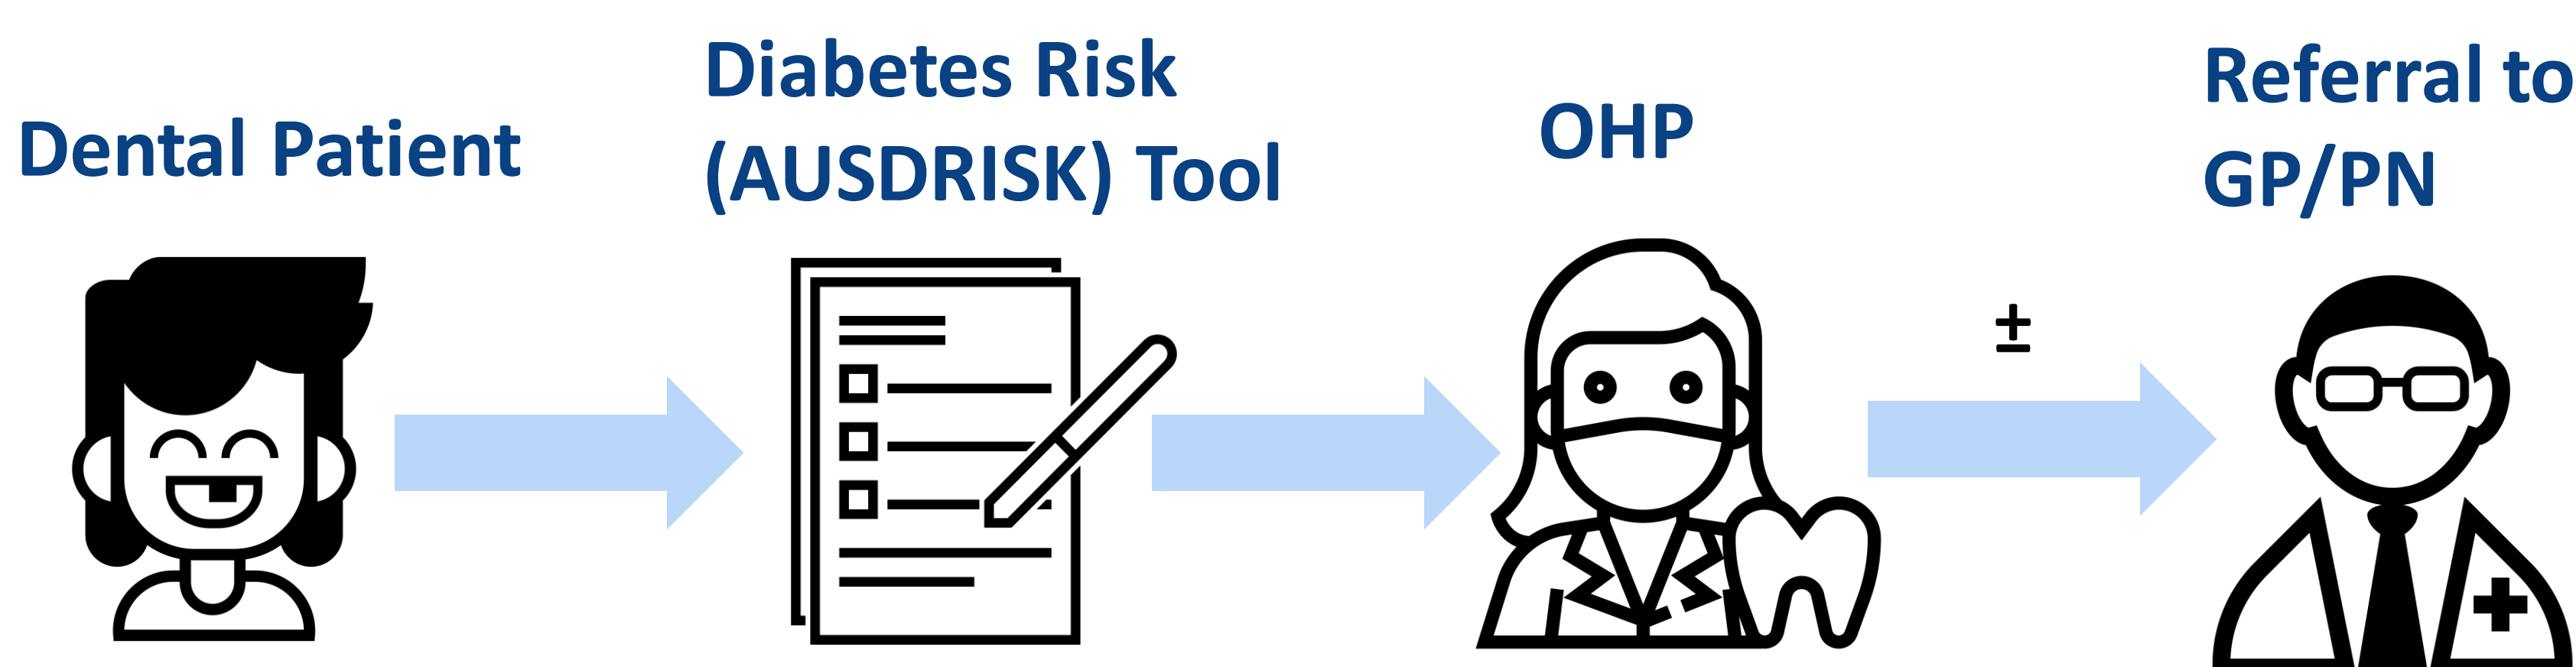 Dental Patient
Diabetes Risk
(AUSDRISK) Tool
OHP
±
Referral to
GP/PN